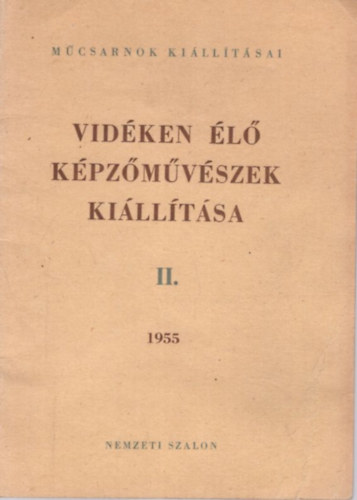 MŰCSARNOK KIÁLLÍTÁSAI
VIDÉKEN ÉLŐ
KÉPZŐMŰVÉSZEK
KIÁLLÍTÁSA
II.
1955
NEMZETI SZALON